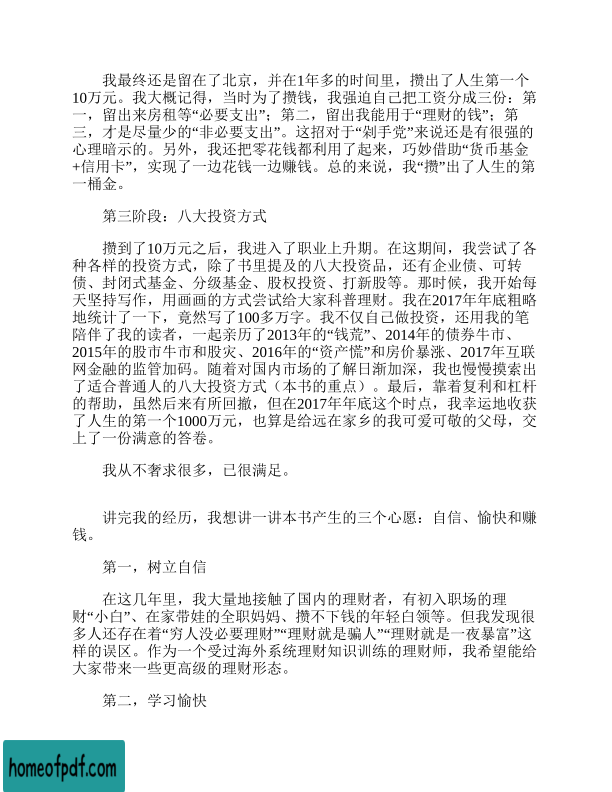 我最终还是留在了北京，并在1年多的时间里，攒出了人生第一个
10万元。我大概记得，当时为了攒钱，我强迫自己把工资分成三份：第
一，留出来房租等“必要支出”；第二，留出我能用于“理财的钱”；第
三，才是尽量少的“非必要支出”。这招对于“剁手党”来说还是有很强的
心理暗示的。另外，我还把零花钱都利用了起来，巧妙借助“货币基金
+信用卡”，实现了一边花钱一边赚钱。总的来说，我“攒”出了人生的第
一桶金。
第三阶段：八大投资方式
攒到了10万元之后，我进入了职业上升期。在这期间，我尝试了各
种各样的投资方式，除了书里提及的八大投资品，还有企业债、可转
债、封闭式基金、分级基金、股权投资、打新股等。那时候，我开始每
天坚持写作，用画画的方式尝试给大家科普理财。我在2017年年底粗略
地统计了一下，竟然写了100多万字。我不仅自己做投资，还用我的笔
陪伴了我的读者，一起亲历了2013年的“钱荒”、2014年的债券牛市、
2015年的股市牛市和股灾、2016年的“资产慌”和房价暴涨、2017年互联
网金融的监管加码。随着对国内市场的了解日渐加深，我也慢慢摸索出
了适合普通人的八大投资方式（本书的重点）。最后，靠着复利和杠杆
的帮助，虽然后来有所回撤，但在2017年年底这个时点，我幸运地收获
了人生的第一个1000万元，也算是给远在家乡的我可爱可敬的父母，交
上了一份满意的答卷。
我从不奢求很多，已很满足。
讲完我的经历，我想讲一讲本书产生的三个心愿：自信、愉快和赚
钱。
第一，树立自信
在这几年里，我大量地接触了国内的理财者，有初入职场的理
财“小白”、在家带娃的全职妈妈、攒不下钱的年轻白领等。但我发现很
多人还存在着“穷人没必要理财”“理财就是骗人”“理财就是一夜暴富”这
样的误区。作为一个受过海外系统理财知识训练的理财师，我希望能给
大家带来一些更高级的理财形态。
第二，学习愉快
homeofpdf.com